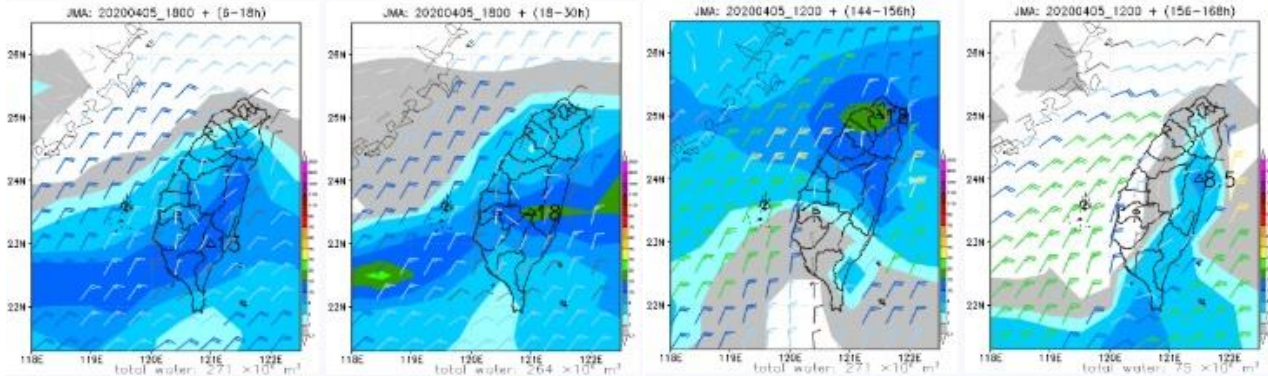 JMA: 20200405_1800 + (6-18h)
JMA: 20200405_1800 + (18-30h)
JMA: 20200405_1200 + (144-156h)
JMA: 20200405_1200 + (156-168h)
26N
25N
24N
23N
22N
118E 119E 120E 121E 122E
13
total water: 271 ×10⁶ m³
26N
25N
24N
23N
22N
118E 119E 120E 121E 122E
18
total water: 264 ×10⁶ m³
26N
25N
24N
23N
22N
118E 119E 120E 121E 122E
18
total water: 271 ×10⁶ m³
26N
25N
24N
23N
22N
118E 119E 120E 121E 122E
8.5
total water: 75 ×10⁶ m³